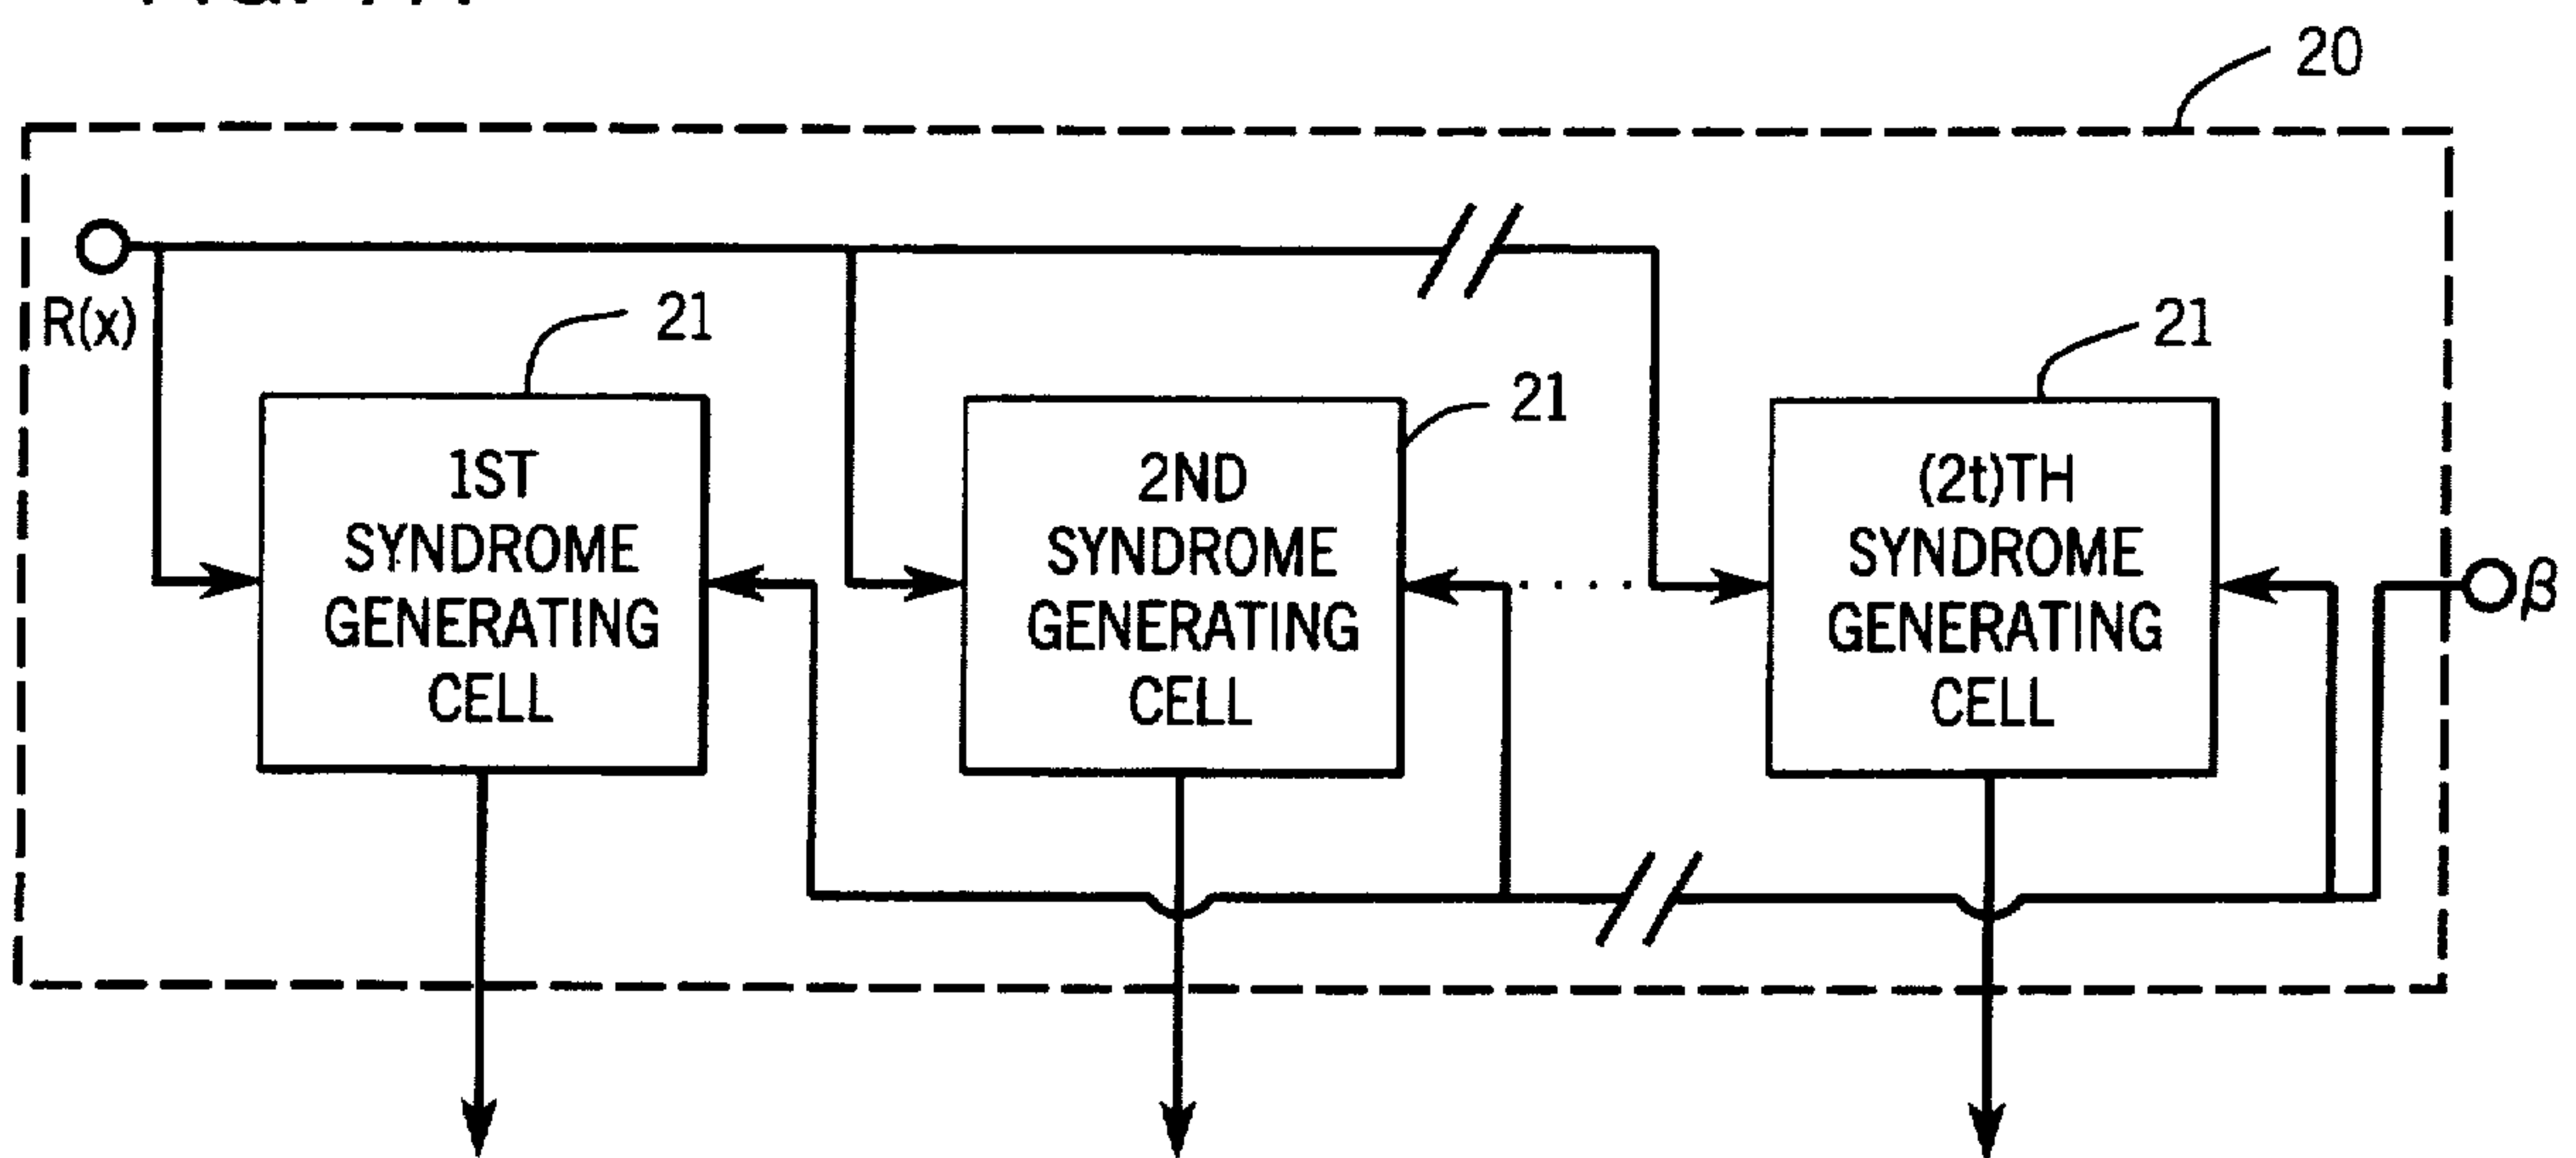 20
R(x)
21
21
21
1ST
SYNDROME
GENERATING
CELL
2ND
SYNDROME
GENERATING
CELL
(2t)TH
SYNDROME
GENERATING
CELL
β